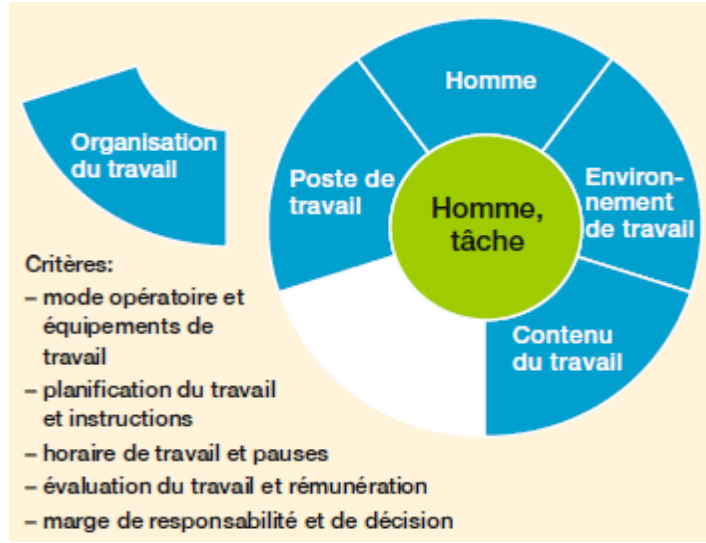 Organisation
du travail
Homme
Poste de
travail
Environ-
nement
de travail
Homme,
tâche
Contenu
du travail
Critères:
– mode opératoire et
équipements de
travail
– planification du travail
et instructions
– horaire de travail et pauses
– évaluation du travail et rémunération
– marge de responsabilité et de décision